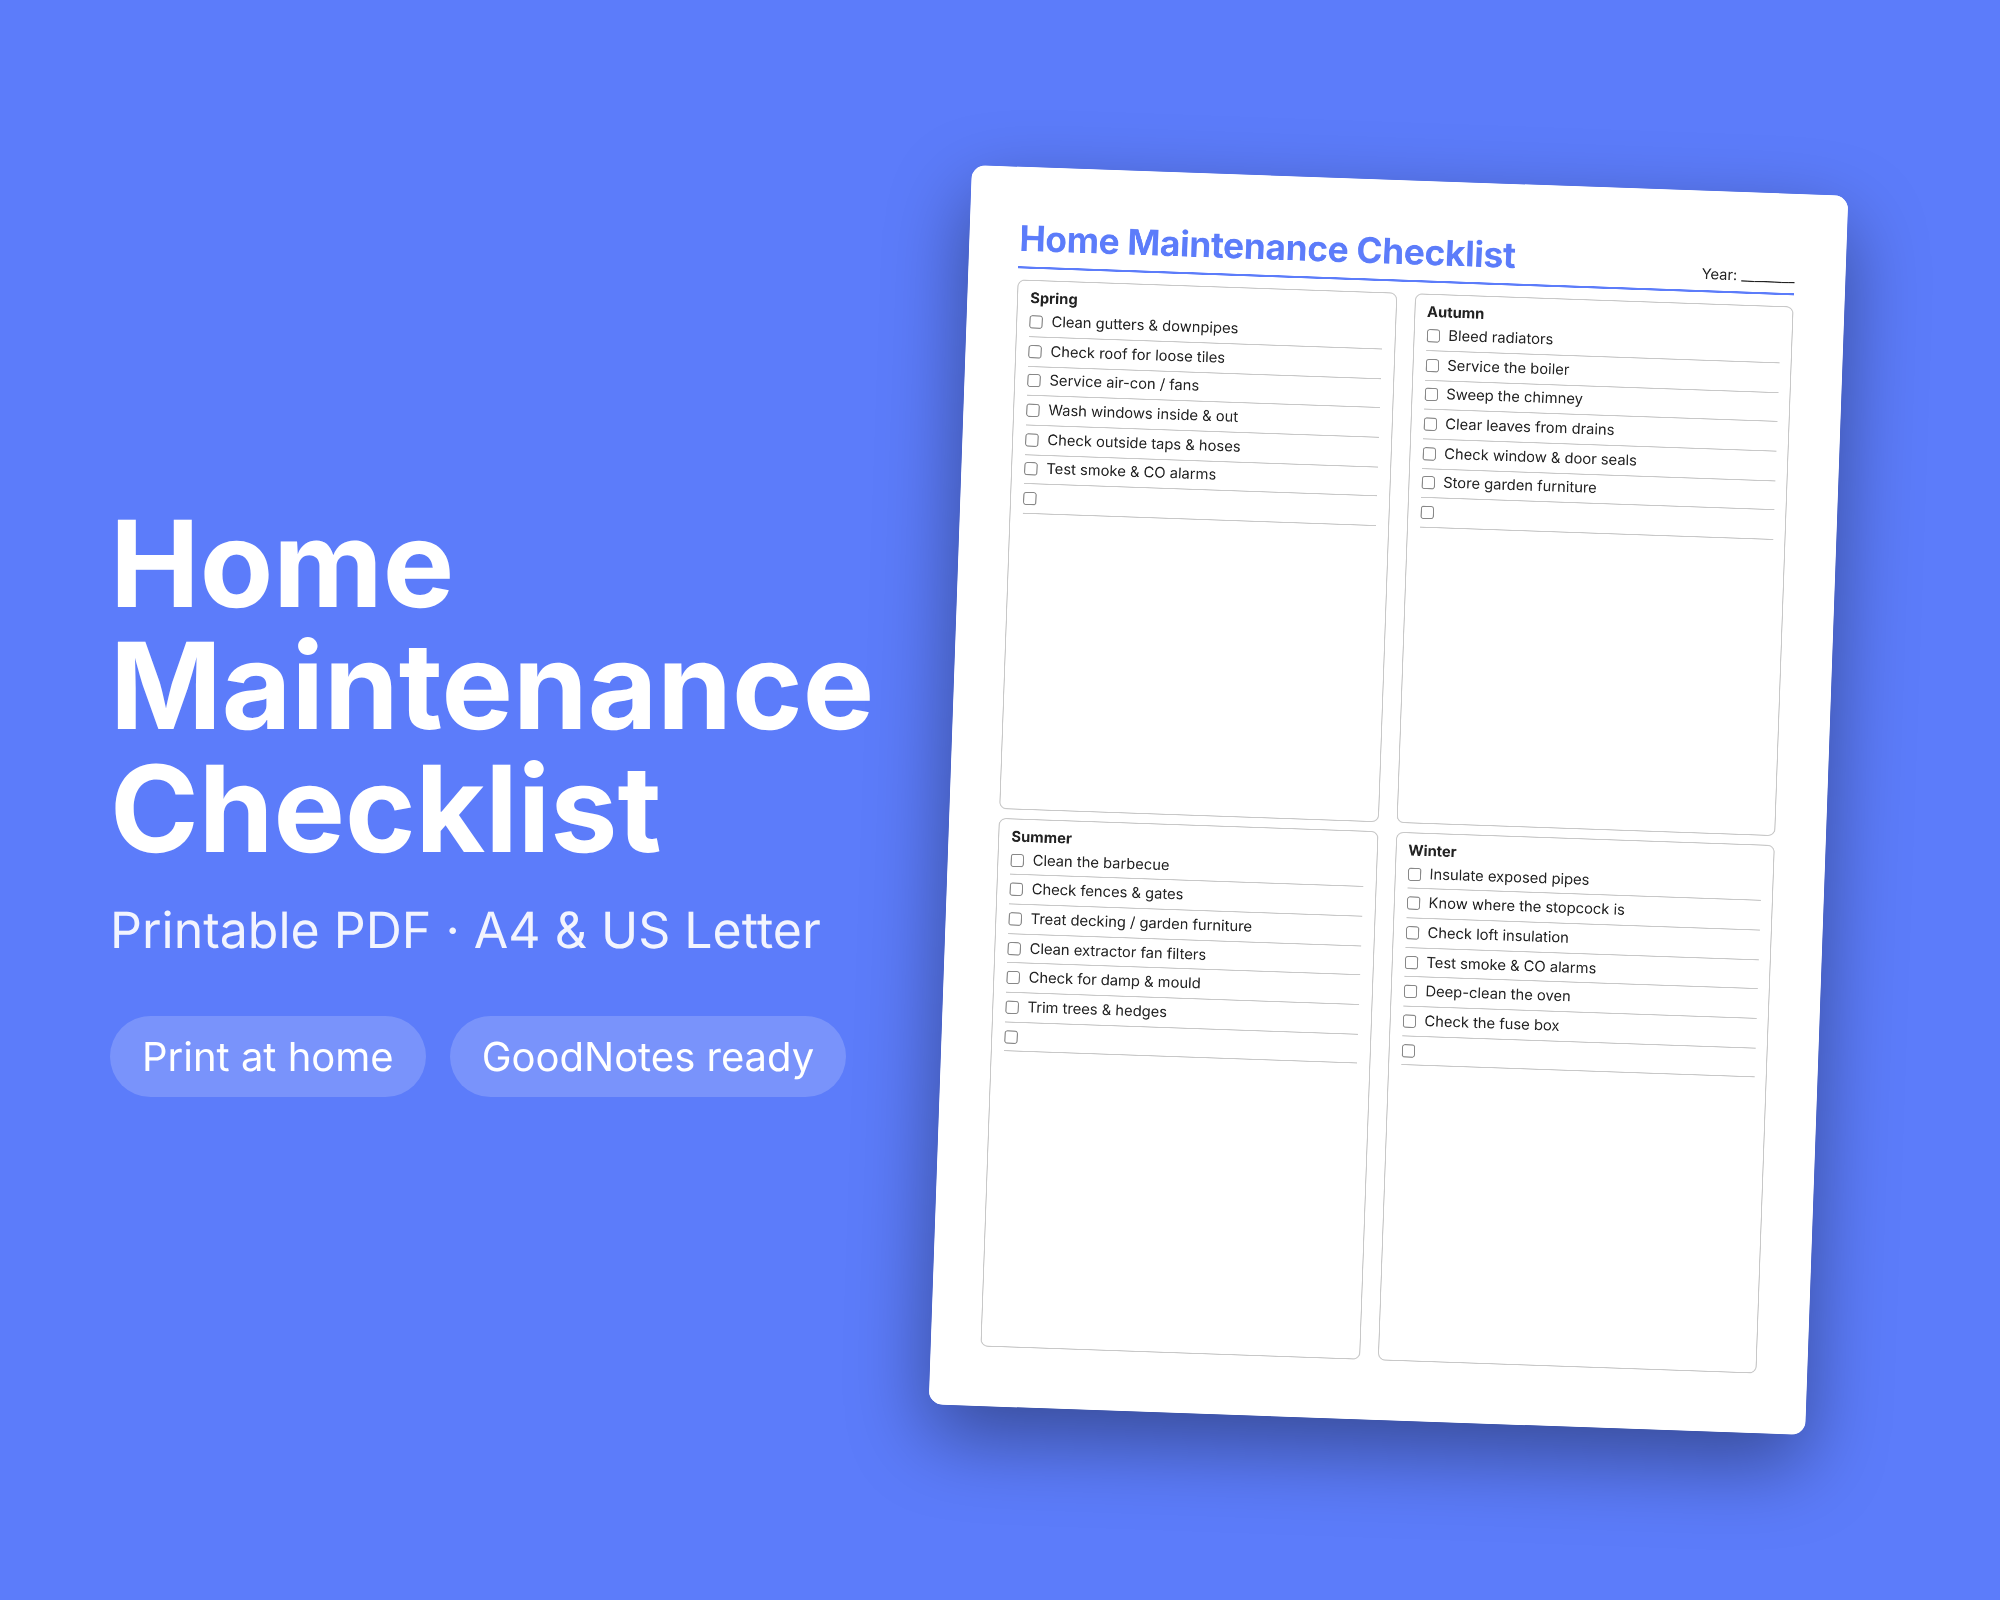 Home
Maintenance
Checklist
Printable PDF · A4 & US Letter
Print at home
GoodNotes ready
Home Maintenance Checklist
Year: ______
Spring
Clean gutters & downpipes
Check roof for loose tiles
Service air-con / fans
Wash windows inside & out
Check outside taps & hoses
Test smoke & CO alarms
Autumn
Bleed radiators
Service the boiler
Sweep the chimney
Clear leaves from drains
Check window & door seals
Store garden furniture
Summer
Clean the barbecue
Check fences & gates
Treat decking / garden furniture
Clean extractor fan filters
Check for damp & mould
Trim trees & hedges
Winter
Insulate exposed pipes
Know where the stopcock is
Check loft insulation
Test smoke & CO alarms
Deep-clean the oven
Check the fuse box